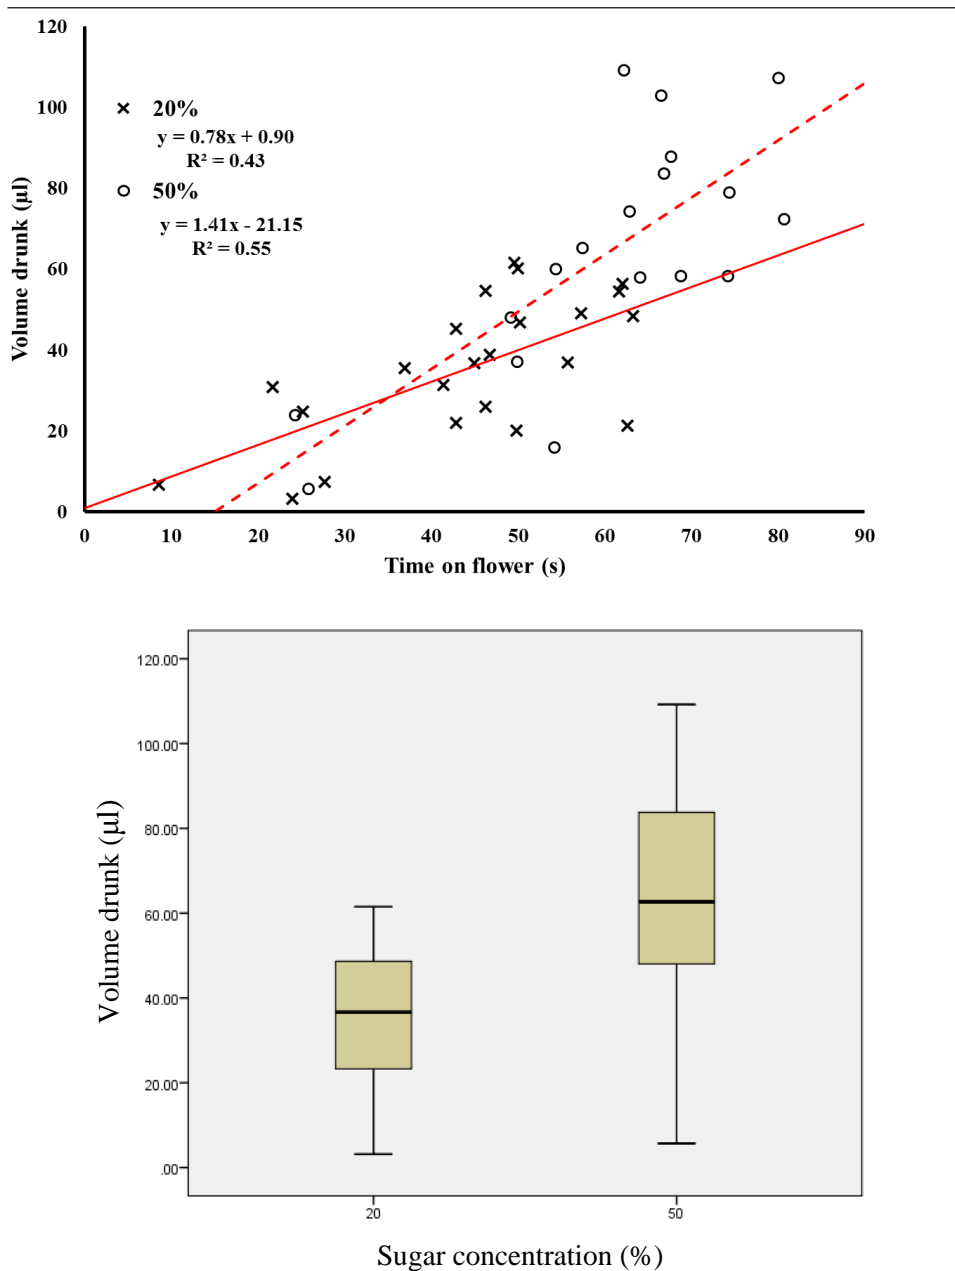 120
100
80
60
40
20
0
Volume drunk (µl)
20%
y = 0.78x + 0.90
R² = 0.43
50%
y = 1.41x - 21.15
R² = 0.55
0 10 20 30 40 50 60 70 80 90
Time on flower (s)
120.00
100.00
80.00
60.00
40.00
20.00
.00
Volume drunk (µl)
20 50
Sugar concentration (%)